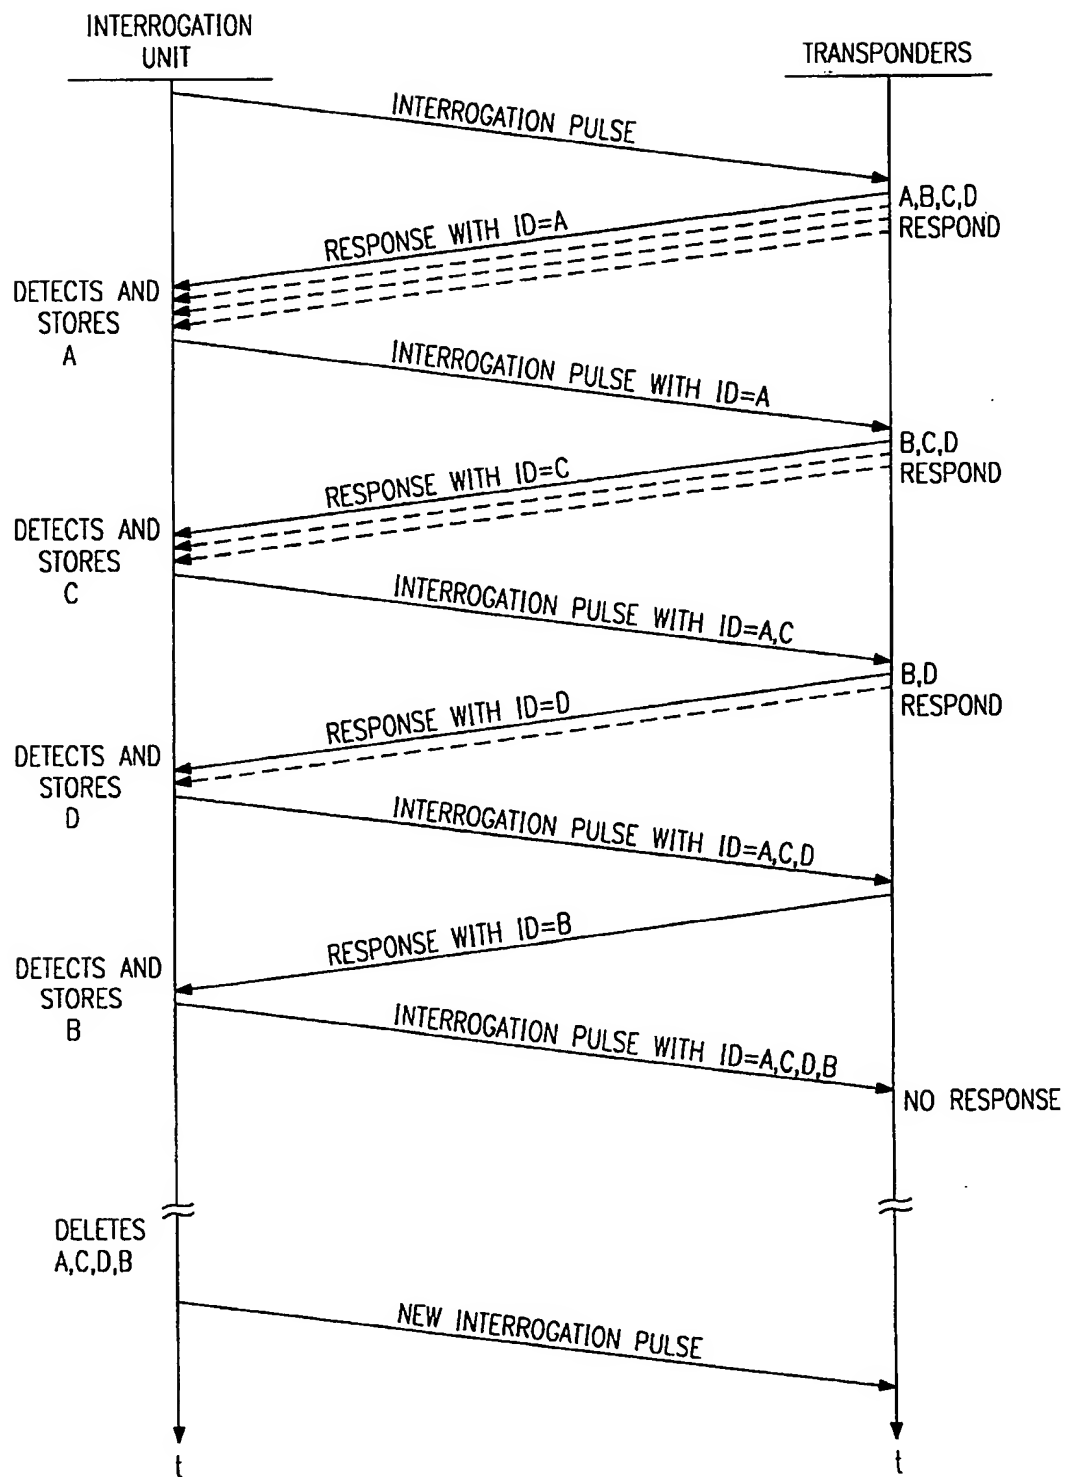 INTERROGATION
UNIT
TRANSPONDERS
INTERROGATION PULSE
A,B,C,D
RESPOND
RESPONSE WITH ID=A
DETECTS AND
STORES
A
INTERROGATION PULSE WITH ID=A
B,C,D
RESPOND
RESPONSE WITH ID=C
DETECTS AND
STORES
C
INTERROGATION PULSE WITH ID=A,C
B,D
RESPOND
RESPONSE WITH ID=D
DETECTS AND
STORES
D
INTERROGATION PULSE WITH ID=A,C,D
RESPONSE WITH ID=B
DETECTS AND
STORES
B
INTERROGATION PULSE WITH ID=A,C,D,B
NO RESPONSE
DELETES
A,C,D,B
NEW INTERROGATION PULSE
t
t